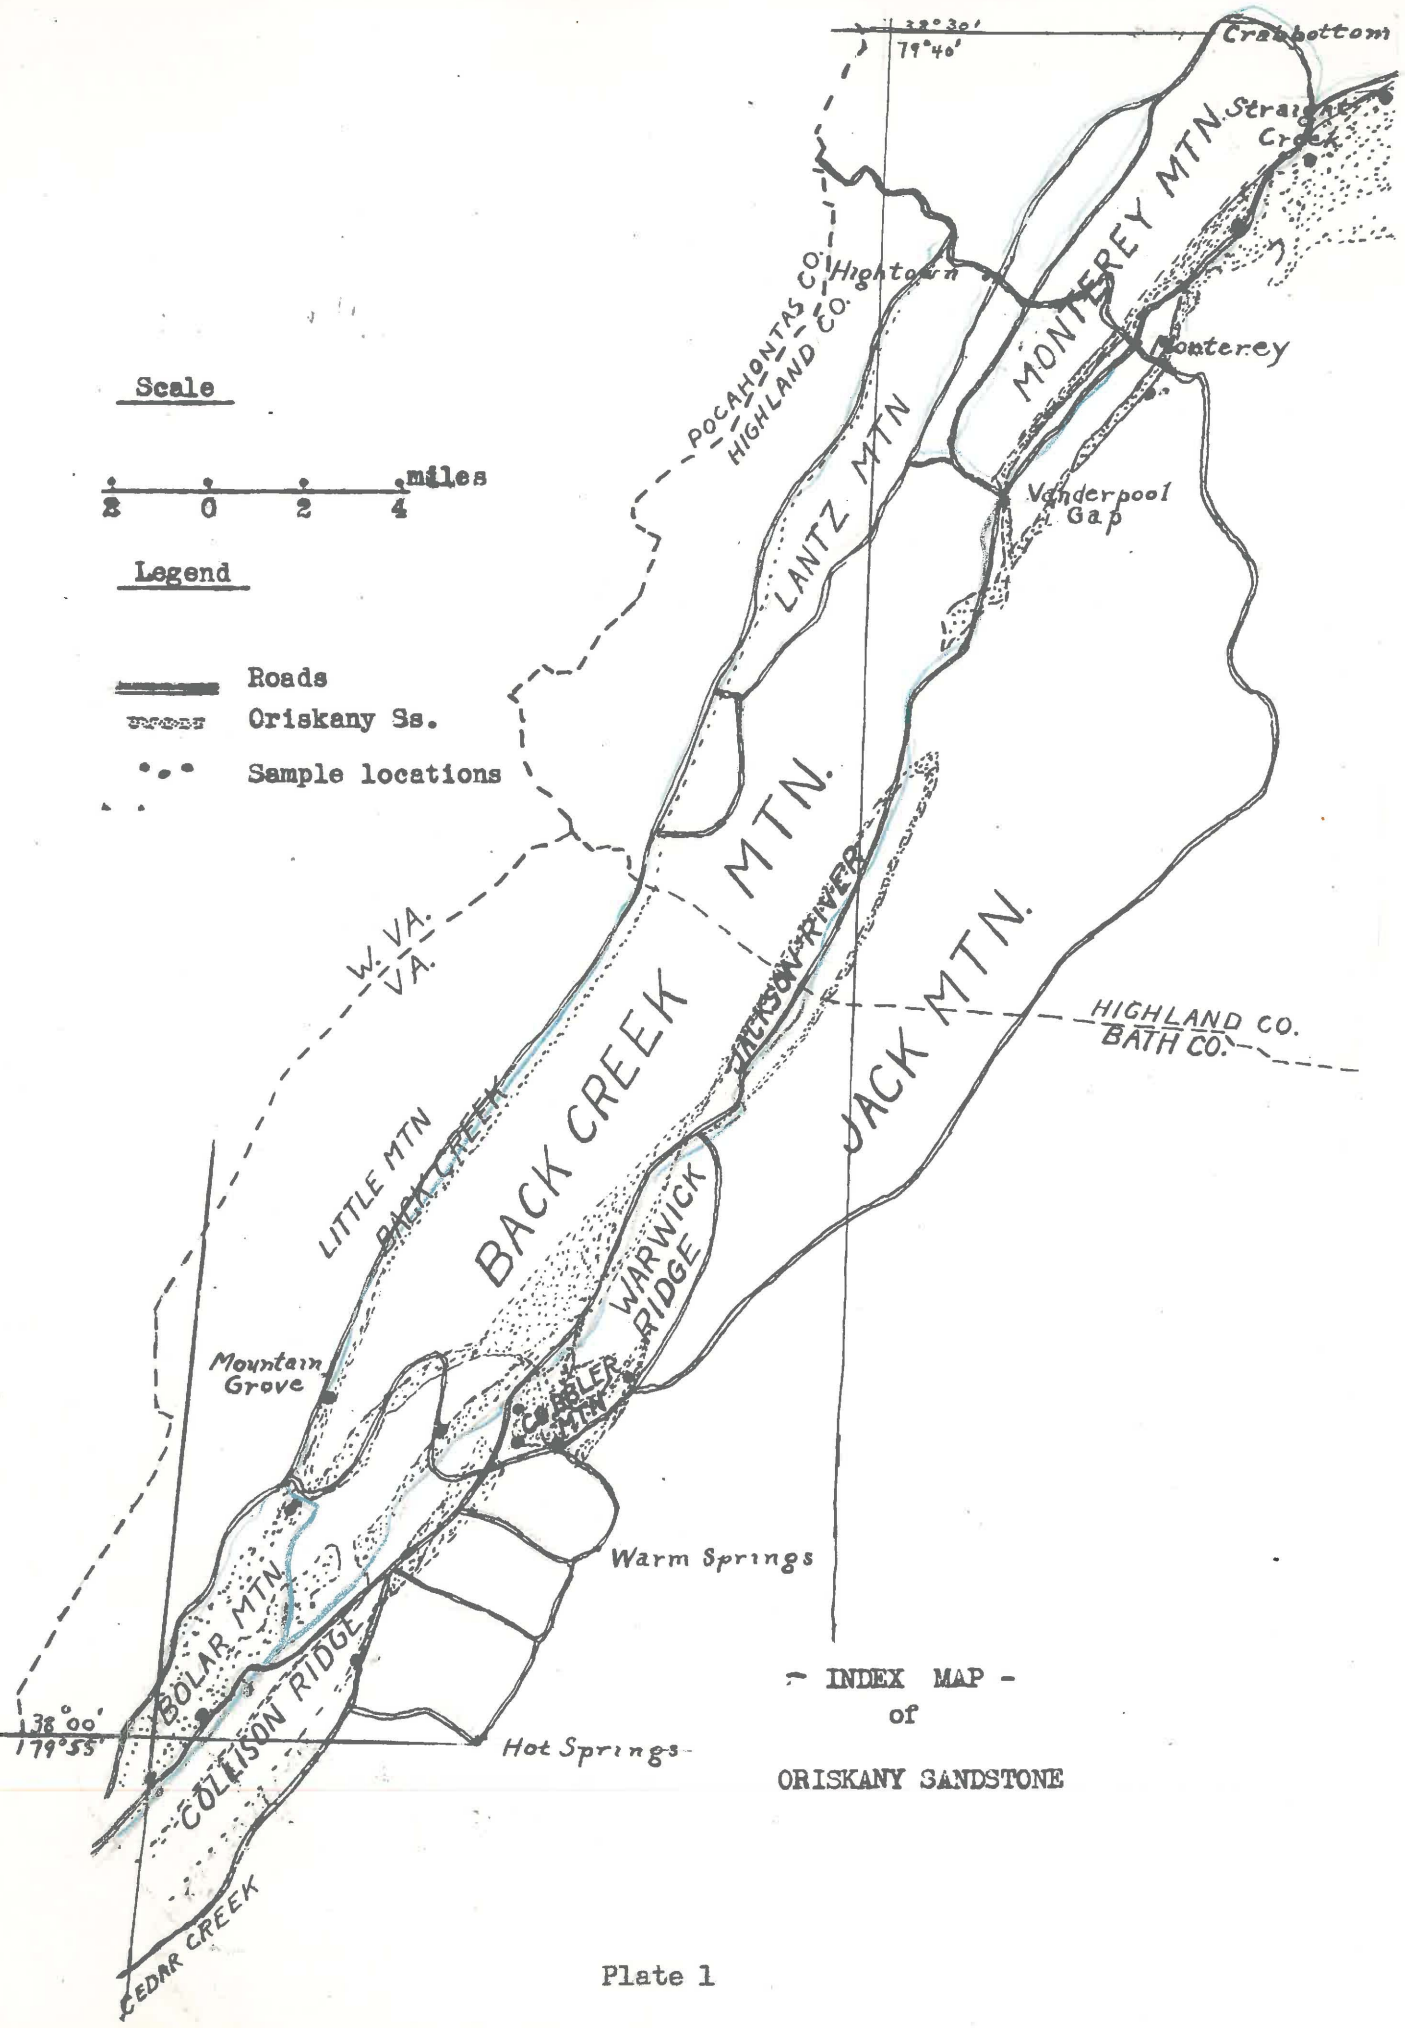 38° 30'
79° 40'
Crabbottom
Straight
Creek
MONTEREY MTN.
Hightown
POCAHONTAS CO.
HIGHLAND CO.
Monterey
Scale
miles
2 0 2 4
LANTZ MTN
Vanderpool
Gap
Legend
Roads
Oriskany Ss.
Sample locations
BACK CREEK MTN.
JACKSON RIVER
W. VA.
VA.
JACK MTN.
HIGHLAND CO.
BATH CO.
LITTLE MTN
BACK CREEK
WARWICK
RIDGE
Mountain
Grove
COBBLER
MTN
Warm Springs
BOLAR MTN
COLLISON RIDGE
38° 00'
79° 55'
Hot Springs
- INDEX MAP -
of
ORISKANY SANDSTONE
CEDAR CREEK
Plate 1